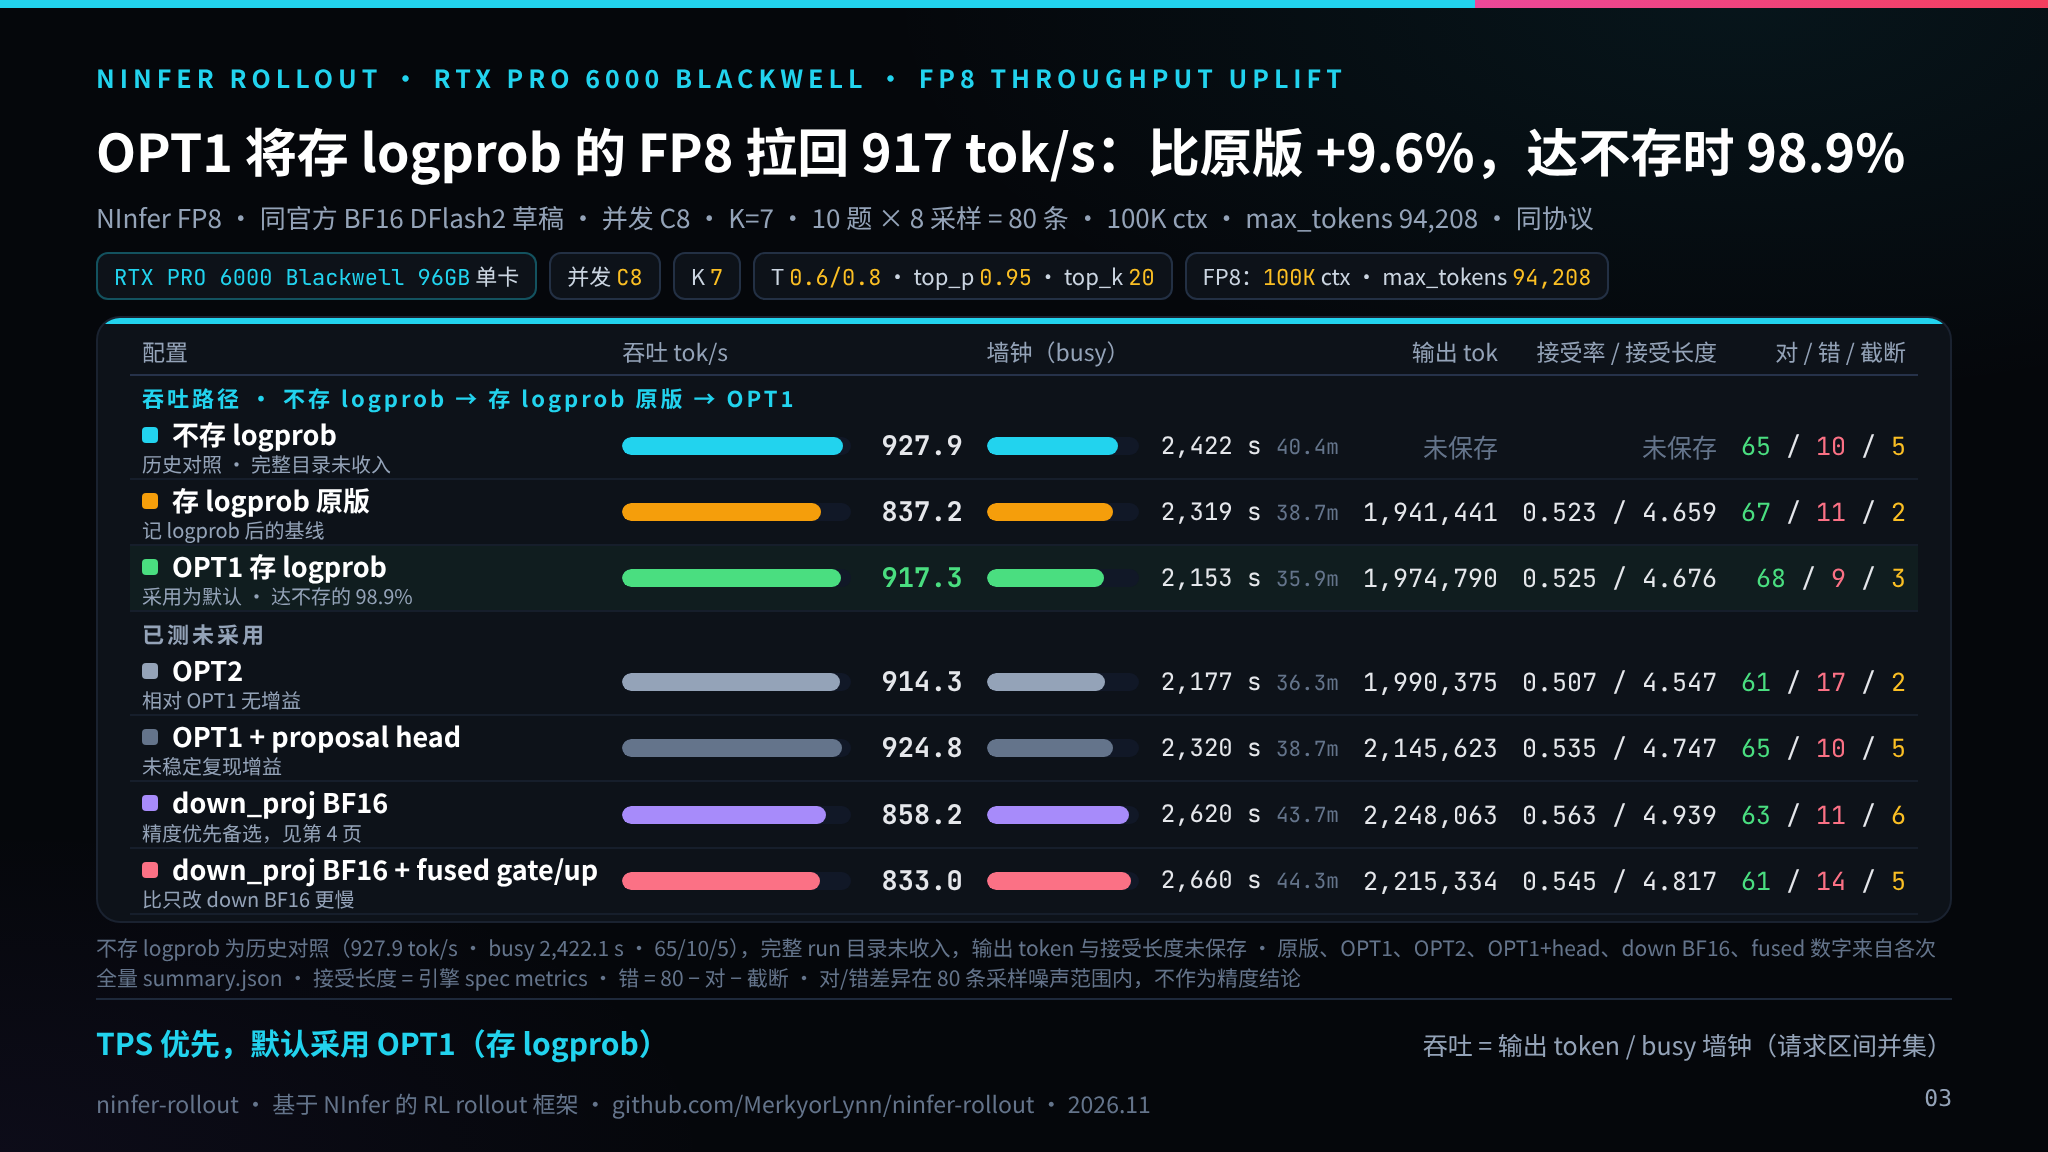 NINFER ROLLOUT · RTX PRO 6000 BLACKWELL · FP8 THROUGHPUT UPLIFT
OPT1 将存 logprob 的 FP8 拉回 917 tok/s：比原版 +9.6%，达不存时 98.9%
NInfer FP8 · 同官方 BF16 DFlash2 草稿 · 并发 C8 · K=7 · 10 题 × 8 采样 = 80 条 · 100K ctx · max_tokens 94,208 · 同协议
RTX PRO 6000 Blackwell 96GB 单卡 并发 C8 K 7 T 0.6/0.8 · top_p 0.95 · top_k 20 FP8：100K ctx · max_tokens 94,208
配置 吞吐 tok/s 墙钟（busy） 输出 tok 接受率 / 接受长度 对 / 错 / 截断
吞吐路径 · 不存 logprob → 存 logprob 原版 → OPT1
不存 logprob 927.9 2,422 s 40.4m 未保存 未保存 65 / 10 / 5
历史对照 · 完整目录未收入
存 logprob 原版 837.2 2,319 s 38.7m 1,941,441 0.523 / 4.659 67 / 11 / 2
记 logprob 后的基线
OPT1 存 logprob 917.3 2,153 s 35.9m 1,974,790 0.525 / 4.676 68 / 9 / 3
采用为默认 · 达不存的 98.9%
已测未采用
OPT2 914.3 2,177 s 36.3m 1,990,375 0.507 / 4.547 61 / 17 / 2
相对 OPT1 无增益
OPT1 + proposal head 924.8 2,320 s 38.7m 2,145,623 0.535 / 4.747 65 / 10 / 5
未稳定复现增益
down_proj BF16 858.2 2,620 s 43.7m 2,248,063 0.563 / 4.939 63 / 11 / 6
精度优先备选，见第 4 页
down_proj BF16 + fused gate/up 833.0 2,660 s 44.3m 2,215,334 0.545 / 4.817 61 / 14 / 5
比只改 down BF16 更慢
不存 logprob 为历史对照（927.9 tok/s · busy 2,422.1 s · 65/10/5），完整 run 目录未收入，输出 token 与接受长度未保存 · 原版、OPT1、OPT2、OPT1+head、down BF16、fused 数字来自各次
全量 summary.json · 接受长度 = 引擎 spec metrics · 错 = 80 − 对 − 截断 · 对/错差异在 80 条采样噪声范围内，不作为精度结论
TPS 优先，默认采用 OPT1（存 logprob） 吞吐 = 输出 token / busy 墙钟（请求区间并集）
ninfer-rollout · 基于 NInfer 的 RL rollout 框架 · github.com/MerkyorLynn/ninfer-rollout · 2026.11 03